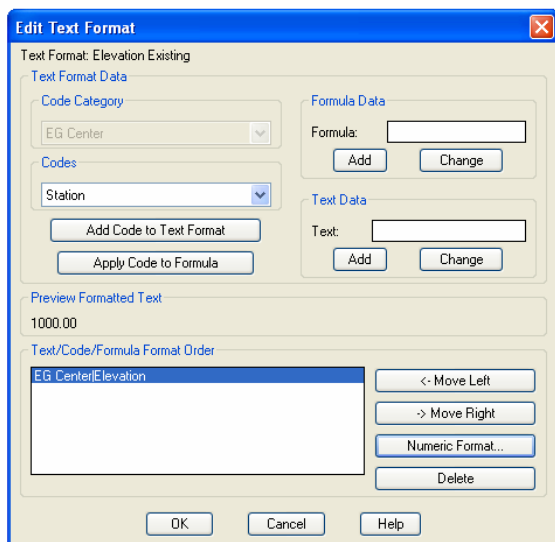 Edit Text Format
Text Format: Elevation Existing
Text Format Data
Code Category
EG Center
Codes
Station
Add Code to Text Format
Apply Code to Formula
Formula Data
Formula:
Add Change
Text Data
Text:
Add Change
Preview Formatted Text
1000.00
Text/Code/Formula Format Order
EG Center|Elevation
<- Move Left
-> Move Right
Numeric Format...
Delete
OK Cancel Help